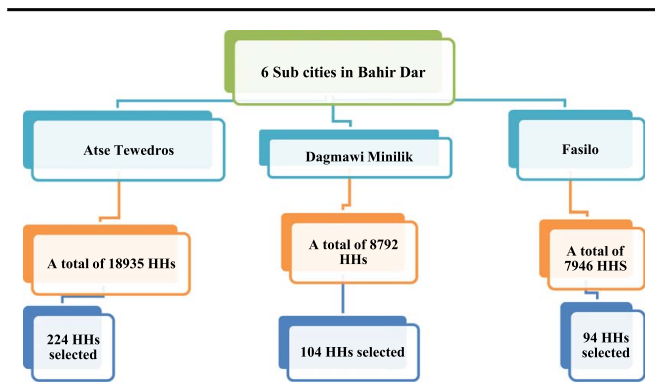 6 Sub cities in Bahir Dar
Atse Tewedros
Dagmawi Minilik
Fasilo
A total of 18935 HHs
A total of 8792
HHs
A total of
7946 HHS
224 HHs
selected
104 HHs selected
94 HHs
selected